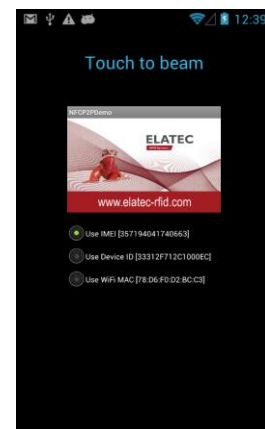 12:39
Touch to beam
NFCP2PDemo
ELATEC
www.elatec-rfid.com
Use IMEI [357194041740663]
Use Device ID [33312F712C1000EC]
Use WiFi MAC [78:D6:F0:D2:BC:C3]